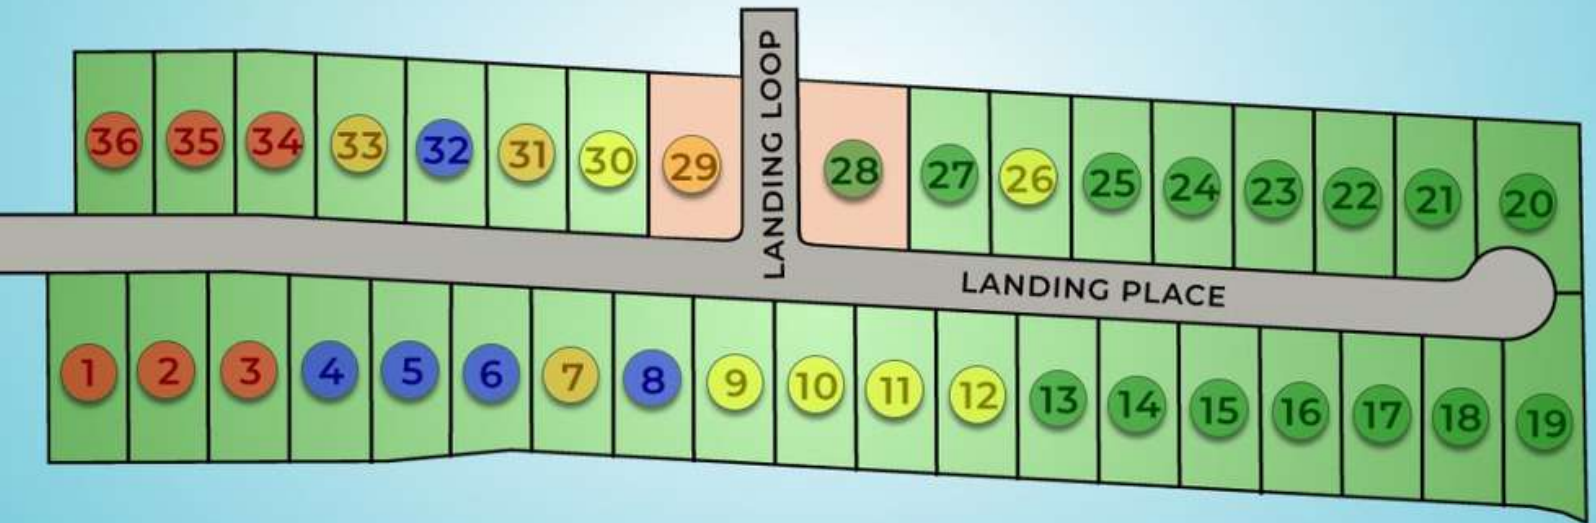 36 35 34 33 32 31 30 29 28 27 26 25 24 23 22 21 20
LANDING LOOP
LANDING PLACE
1 2 3 4 5 6 7 8 9 10 11 12 13 14 15 16 17 18 19